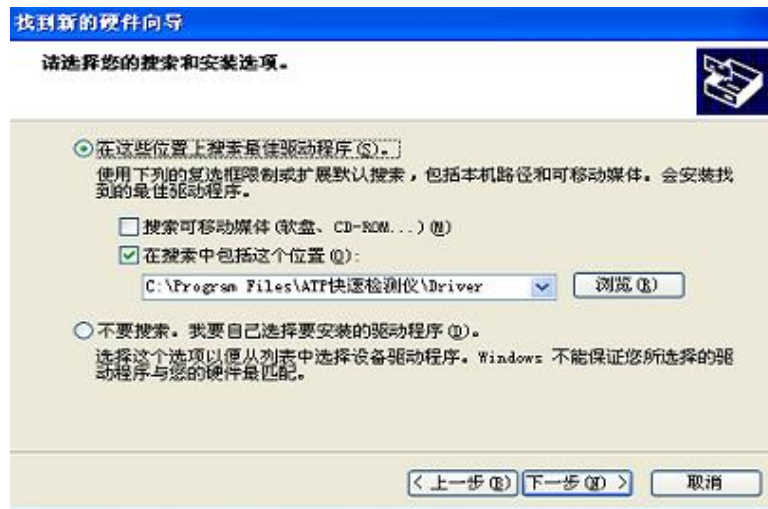 找到新的硬件向导
请选择您的搜索和安装选项。
在这些位置上搜索最佳驱动程序(S)。
使用下列的复选框限制或扩展默认搜索，包括本机路径和可移动媒体。会安装找
到的最佳驱动程序。
搜索可移动媒体(软盘、CD-ROM...)(M)
在搜索中包括这个位置(O):
C:\Program Files\ATP快速检测仪\Driver
浏览(R)
不要搜索。我要自己选择要安装的驱动程序(D)。
选择这个选项以便从列表中选择设备驱动程序。Windows 不能保证您所选择的驱
动程序与您的硬件最匹配。
< 上一步(B) 下一步(N) > 取消